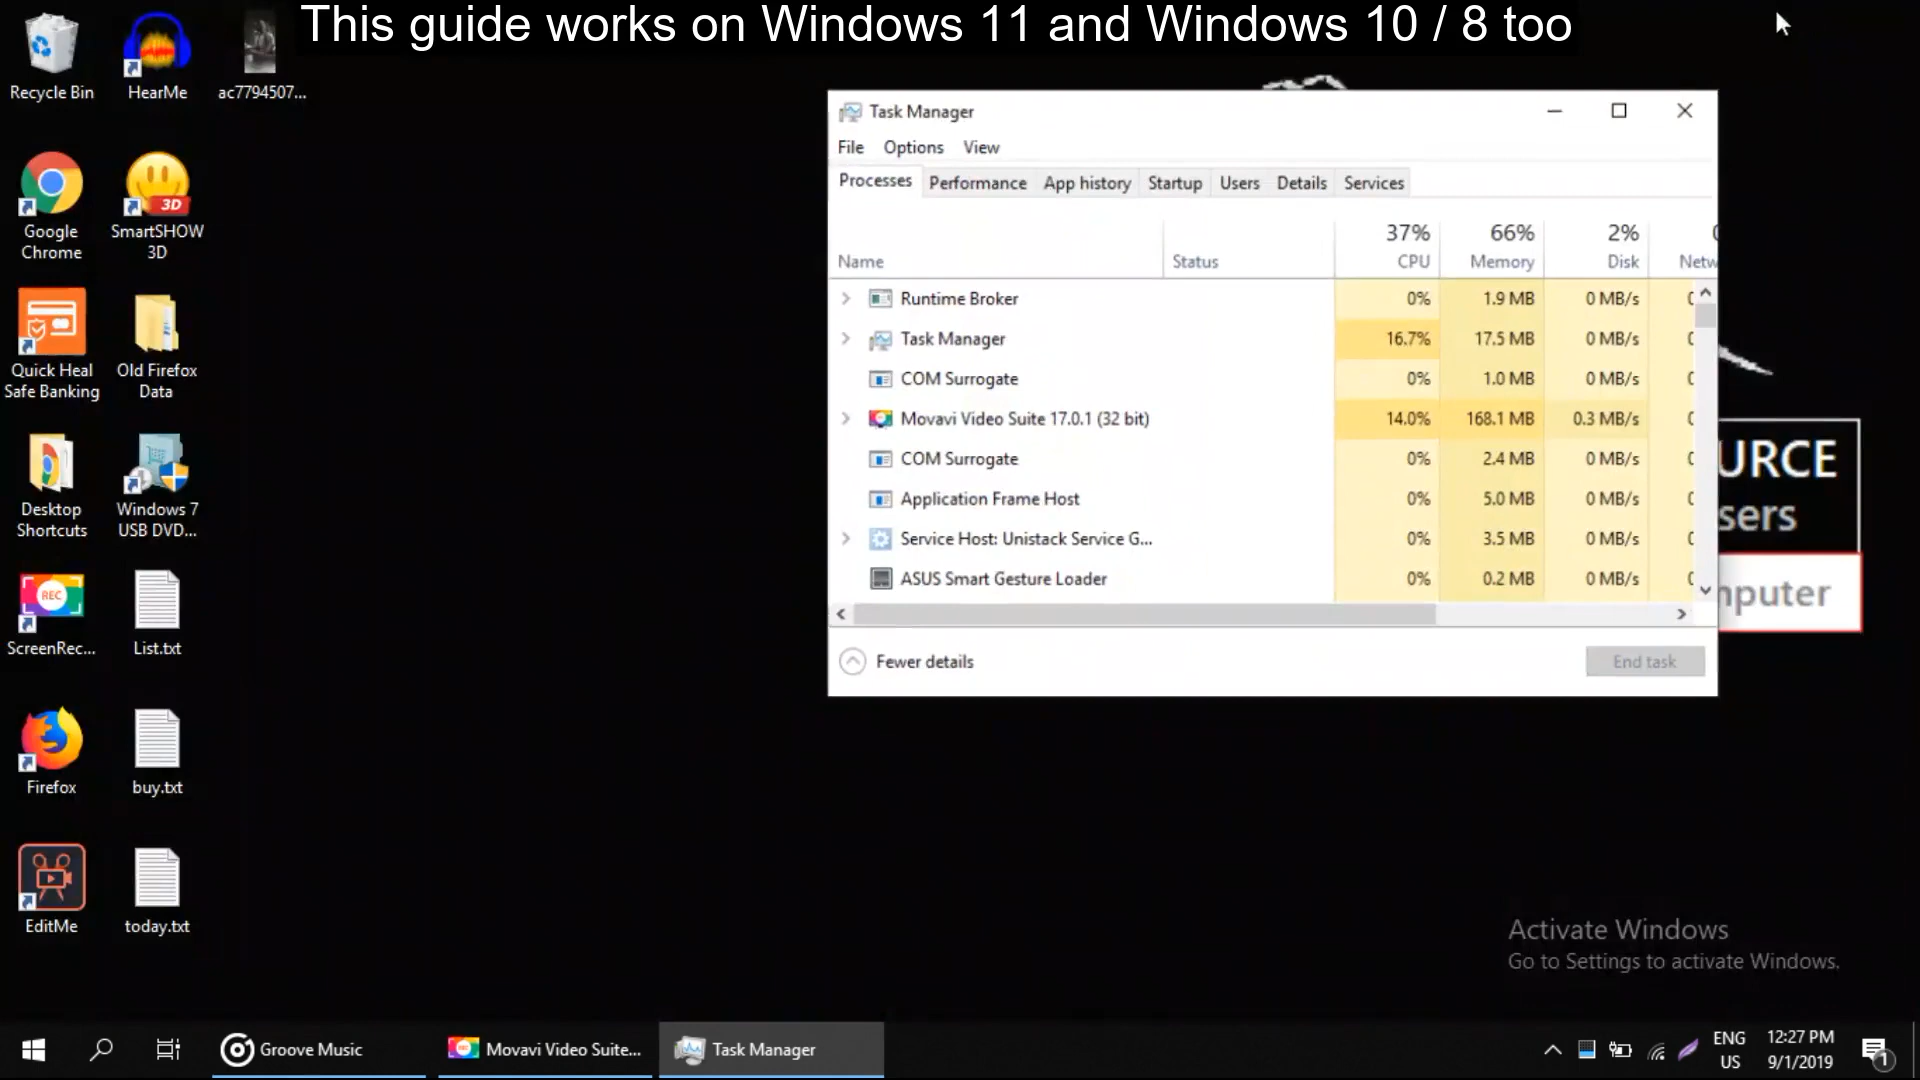 This guide works on Windows 11 and Windows 10 / 8 too
Recycle Bin
HearMe
ac7794507...
Google
Chrome
SmartSHOW
3D
3D
Quick Heal
Safe Banking
Old Firefox
Data
Desktop
Shortcuts
Windows 7
USB DVD...
REC
ScreenRec...
List.txt
Firefox
buy.txt
EditMe
today.txt
Task Manager
File Options View
Processes Performance App history Startup Users Details Services
37% 66% 2%
Name Status CPU Memory Disk Netw
Runtime Broker 0% 1.9 MB 0 MB/s
Task Manager 16.7% 17.5 MB 0 MB/s
COM Surrogate 0% 1.0 MB 0 MB/s
Movavi Video Suite 17.0.1 (32 bit) 14.0% 168.1 MB 0.3 MB/s
COM Surrogate 0% 2.4 MB 0 MB/s
Application Frame Host 0% 5.0 MB 0 MB/s
Service Host: Unistack Service G... 0% 3.5 MB 0 MB/s
ASUS Smart Gesture Loader 0% 0.2 MB 0 MB/s
Fewer details End task
URCE
sers
mputer
Activate Windows
Go to Settings to activate Windows.
Groove Music
Movavi Video Suite...
Task Manager
ENG
US
12:27 PM
9/1/2019
1